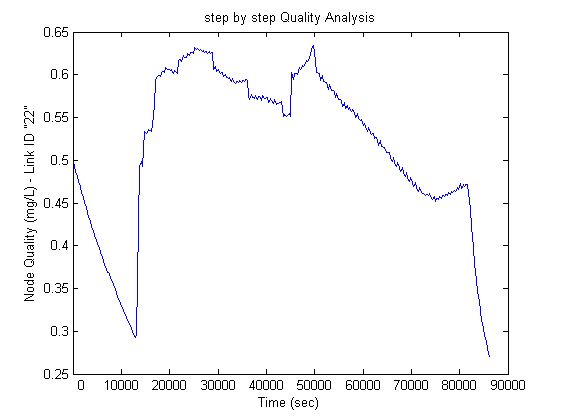 step by step Quality Analysis
0.65
0.6
0.55
0.5
0.45
0.4
0.35
0.3
0.25
Node Quality (mg/L) - Link ID "22"
0 10000 20000 30000 40000 50000 60000 70000 80000 90000
Time (sec)